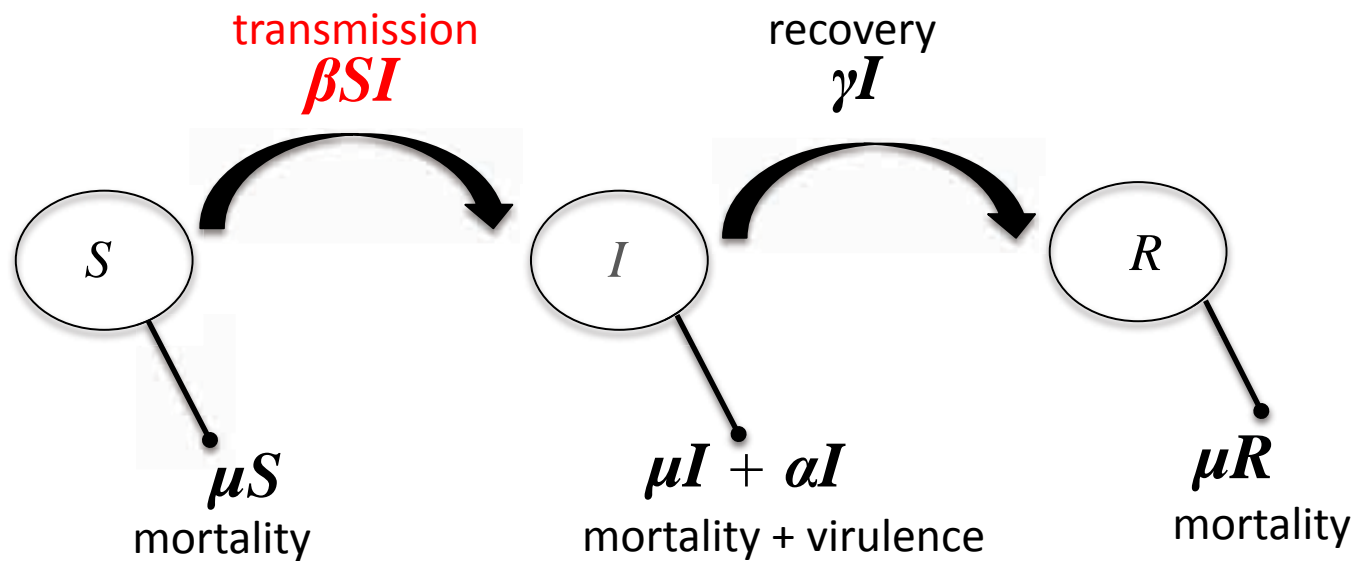 transmission
βSI
recovery
γI
S
I
R
μS
mortality
μI + αI
mortality + virulence
μR
mortality